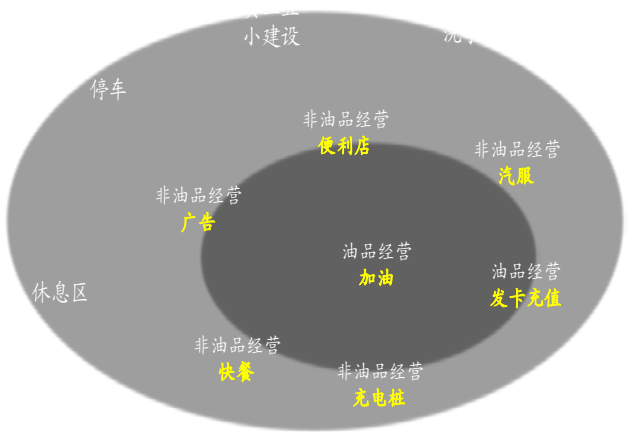 小建设
停车
非油品经营
便利店
非油品经营
汽服
非油品经营
广告
油品经营
加油
油品经营
发卡充值
休息区
非油品经营
快餐
非油品经营
充电桩